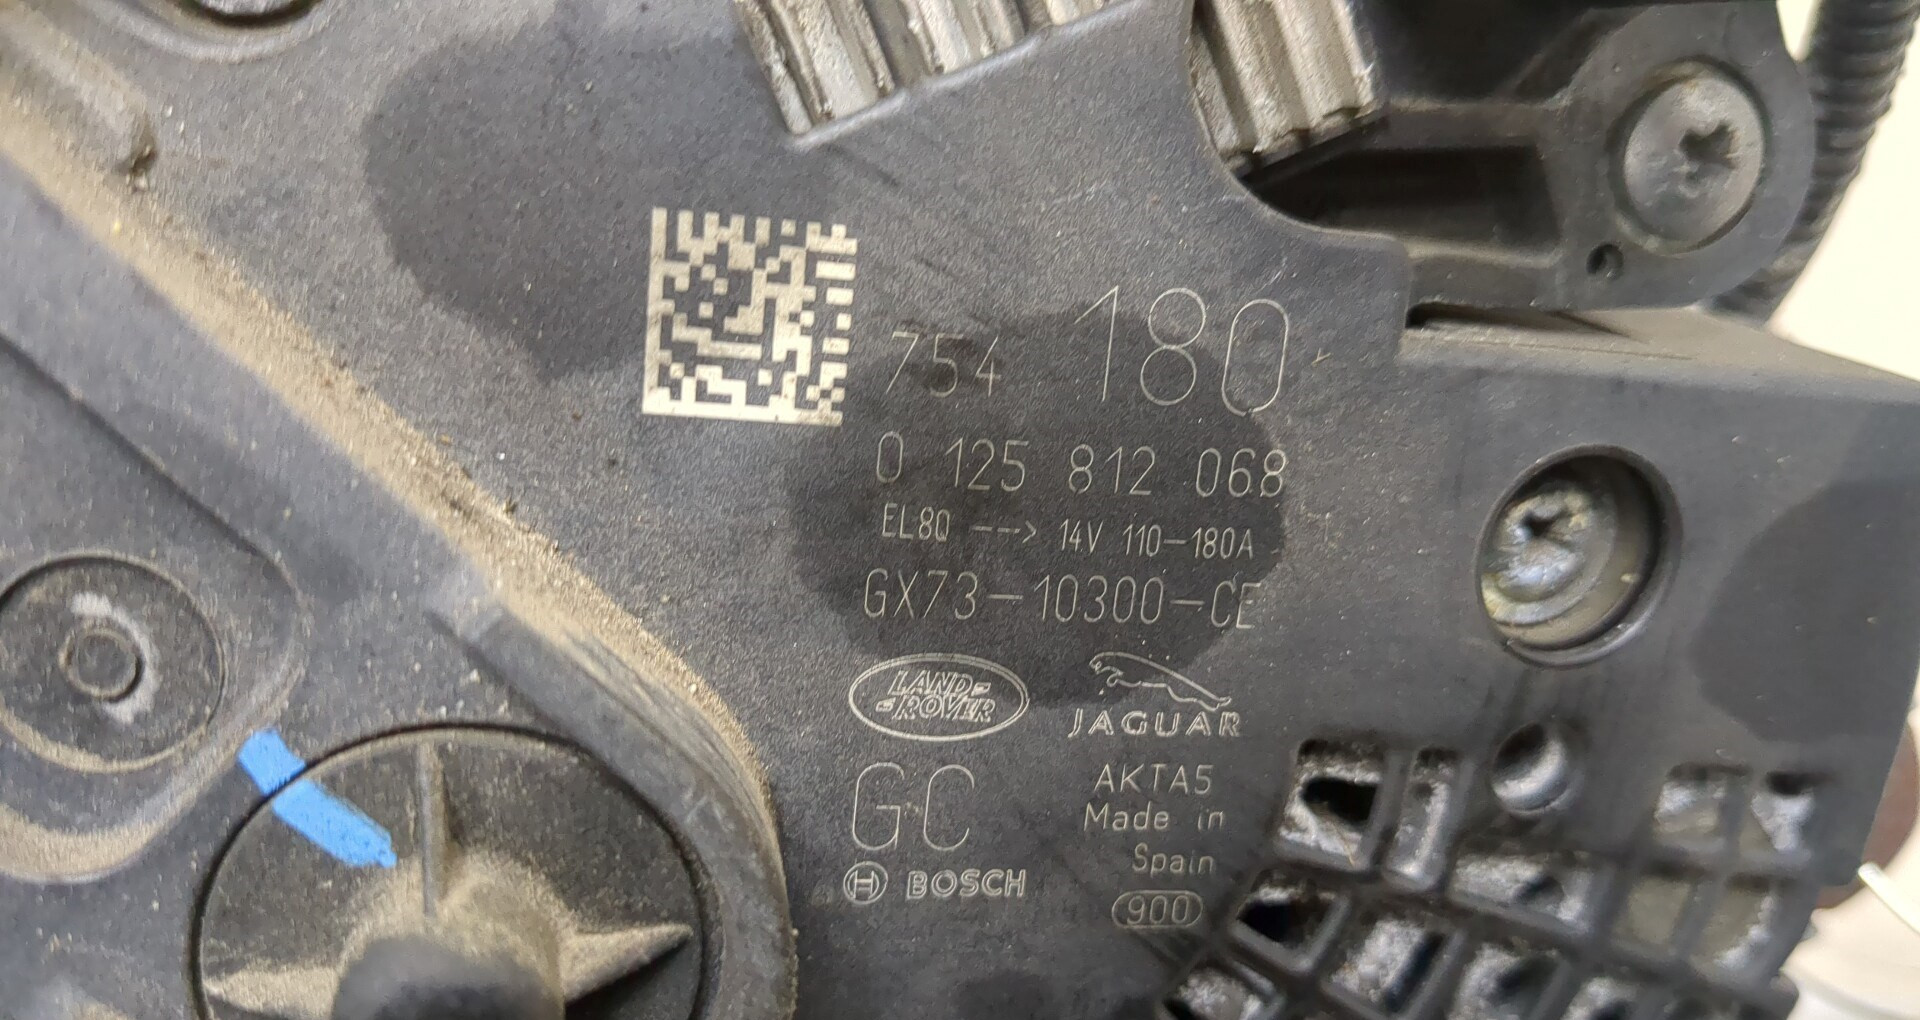 754 180
0 125 812 068
EL8Q ---> 14V 110-180A
GX73-10300-CE
LAND-
-ROVER
JAGUAR
GC
AKTA5
Made in
Spain
BOSCH
900